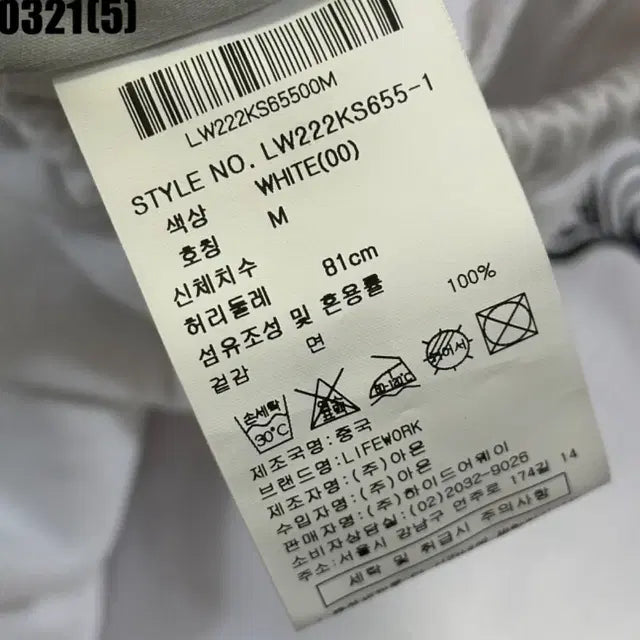 0321(5)
LW222KS65500M
STYLE NO. LW222KS655-1
색상 WHITE(00)
호칭 M
신체치수
허리둘레 81cm
섬유조성 및 혼용률
겉감 면 100%
손세탁
30℃
제조국명:중국
브랜드명:LIFEWORK
제조자명:(주)아은
수입자명:(주)아은
판매자명:(주)하이드어웨이
소비자상담실:(02)2032-9026
주소:서울시 강남구 언주로 174길 14
세탁 및 취급시 주의사항